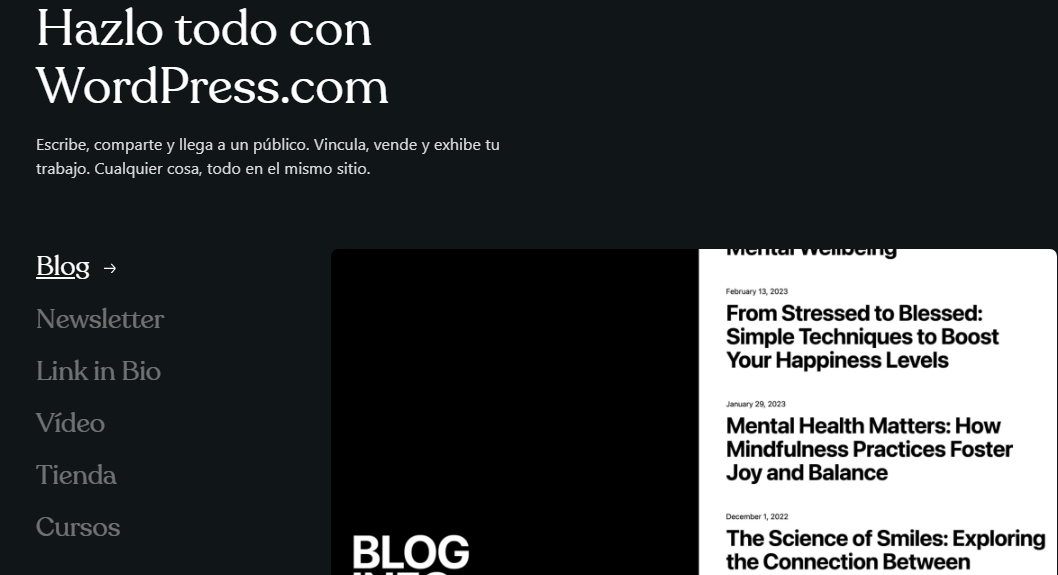 Hazlo todo con
WordPress.com
Escribe, comparte y llega a un público. Vincula, vende y exhibe tu
trabajo. Cualquier cosa, todo en el mismo sitio.
Blog →
Newsletter
Link in Bio
Vídeo
Tienda
Cursos
BLOG
Mental Wellbeing
February 13, 2023
From Stressed to Blessed:
Simple Techniques to Boost
Your Happiness Levels
January 29, 2023
Mental Health Matters: How
Mindfulness Practices Foster
Joy and Balance
December 1, 2022
The Science of Smiles: Exploring
the Connection Between